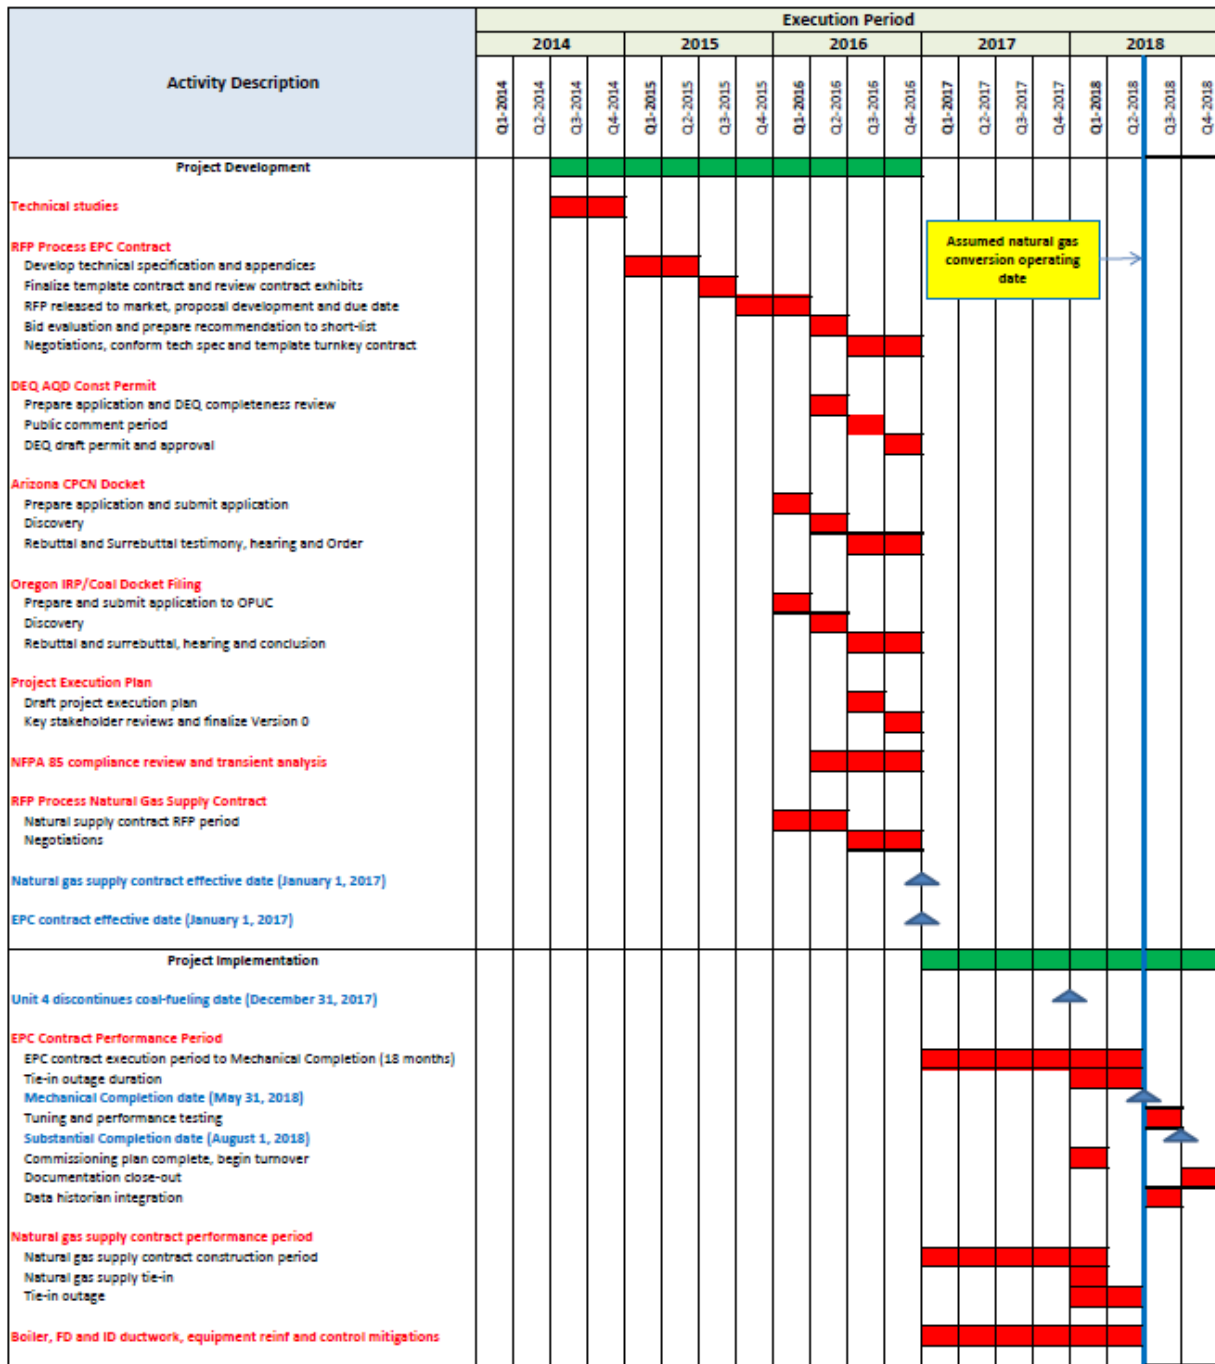 Execution Period
2014 2015 2016 2017 2018
Activity Description
Q1-2014 Q2-2014 Q3-2014 Q4-2014 Q1-2015 Q2-2015 Q3-2015 Q4-2015 Q1-2016 Q2-2016 Q3-2016 Q4-2016 Q1-2017 Q2-2017 Q3-2017 Q4-2017 Q1-2018 Q2-2018 Q3-2018 Q4-2018
Project Development
Technical studies
RFP Process EPC Contract
Assumed natural gas
conversion operating
date
Develop technical specification and appendices
Finalize template contract and review contract exhibits
RFP released to market, proposal development and due date
Bid evaluation and prepare recommendation to short-list
Negotiations, conform tech spec and template turnkey contract
DEQ AQD Const Permit
Prepare application and DEQ completeness review
Public comment period
DEQ draft permit and approval
Arizona CPCN Docket
Prepare application and submit application
Discovery
Rebuttal and Surrebuttal testimony, hearing and Order
Oregon IRP/Coal Docket Filing
Prepare and submit application to OPUC
Discovery
Rebuttal and surrebuttal, hearing and conclusion
Project Execution Plan
Draft project execution plan
Key stakeholder reviews and finalize Version 0
NFPA 85 compliance review and transient analysis
RFP Process Natural Gas Supply Contract
Natural supply contract RFP period
Negotiations
Natural gas supply contract effective date (January 1, 2017)
EPC contract effective date (January 1, 2017)
Project Implementation
Unit 4 discontinues coal-fueling date (December 31, 2017)
EPC Contract Performance Period
EPC contract execution period to Mechanical Completion (18 months)
Tie-in outage duration
Mechanical Completion date (May 31, 2018)
Tuning and performance testing
Substantial Completion date (August 1, 2018)
Commissioning plan complete, begin turnover
Documentation close-out
Data historian integration
Natural gas supply contract performance period
Natural gas supply contract construction period
Natural gas supply tie-in
Tie-in outage
Boiler, FD and ID ductwork, equipment reinf and control mitigations